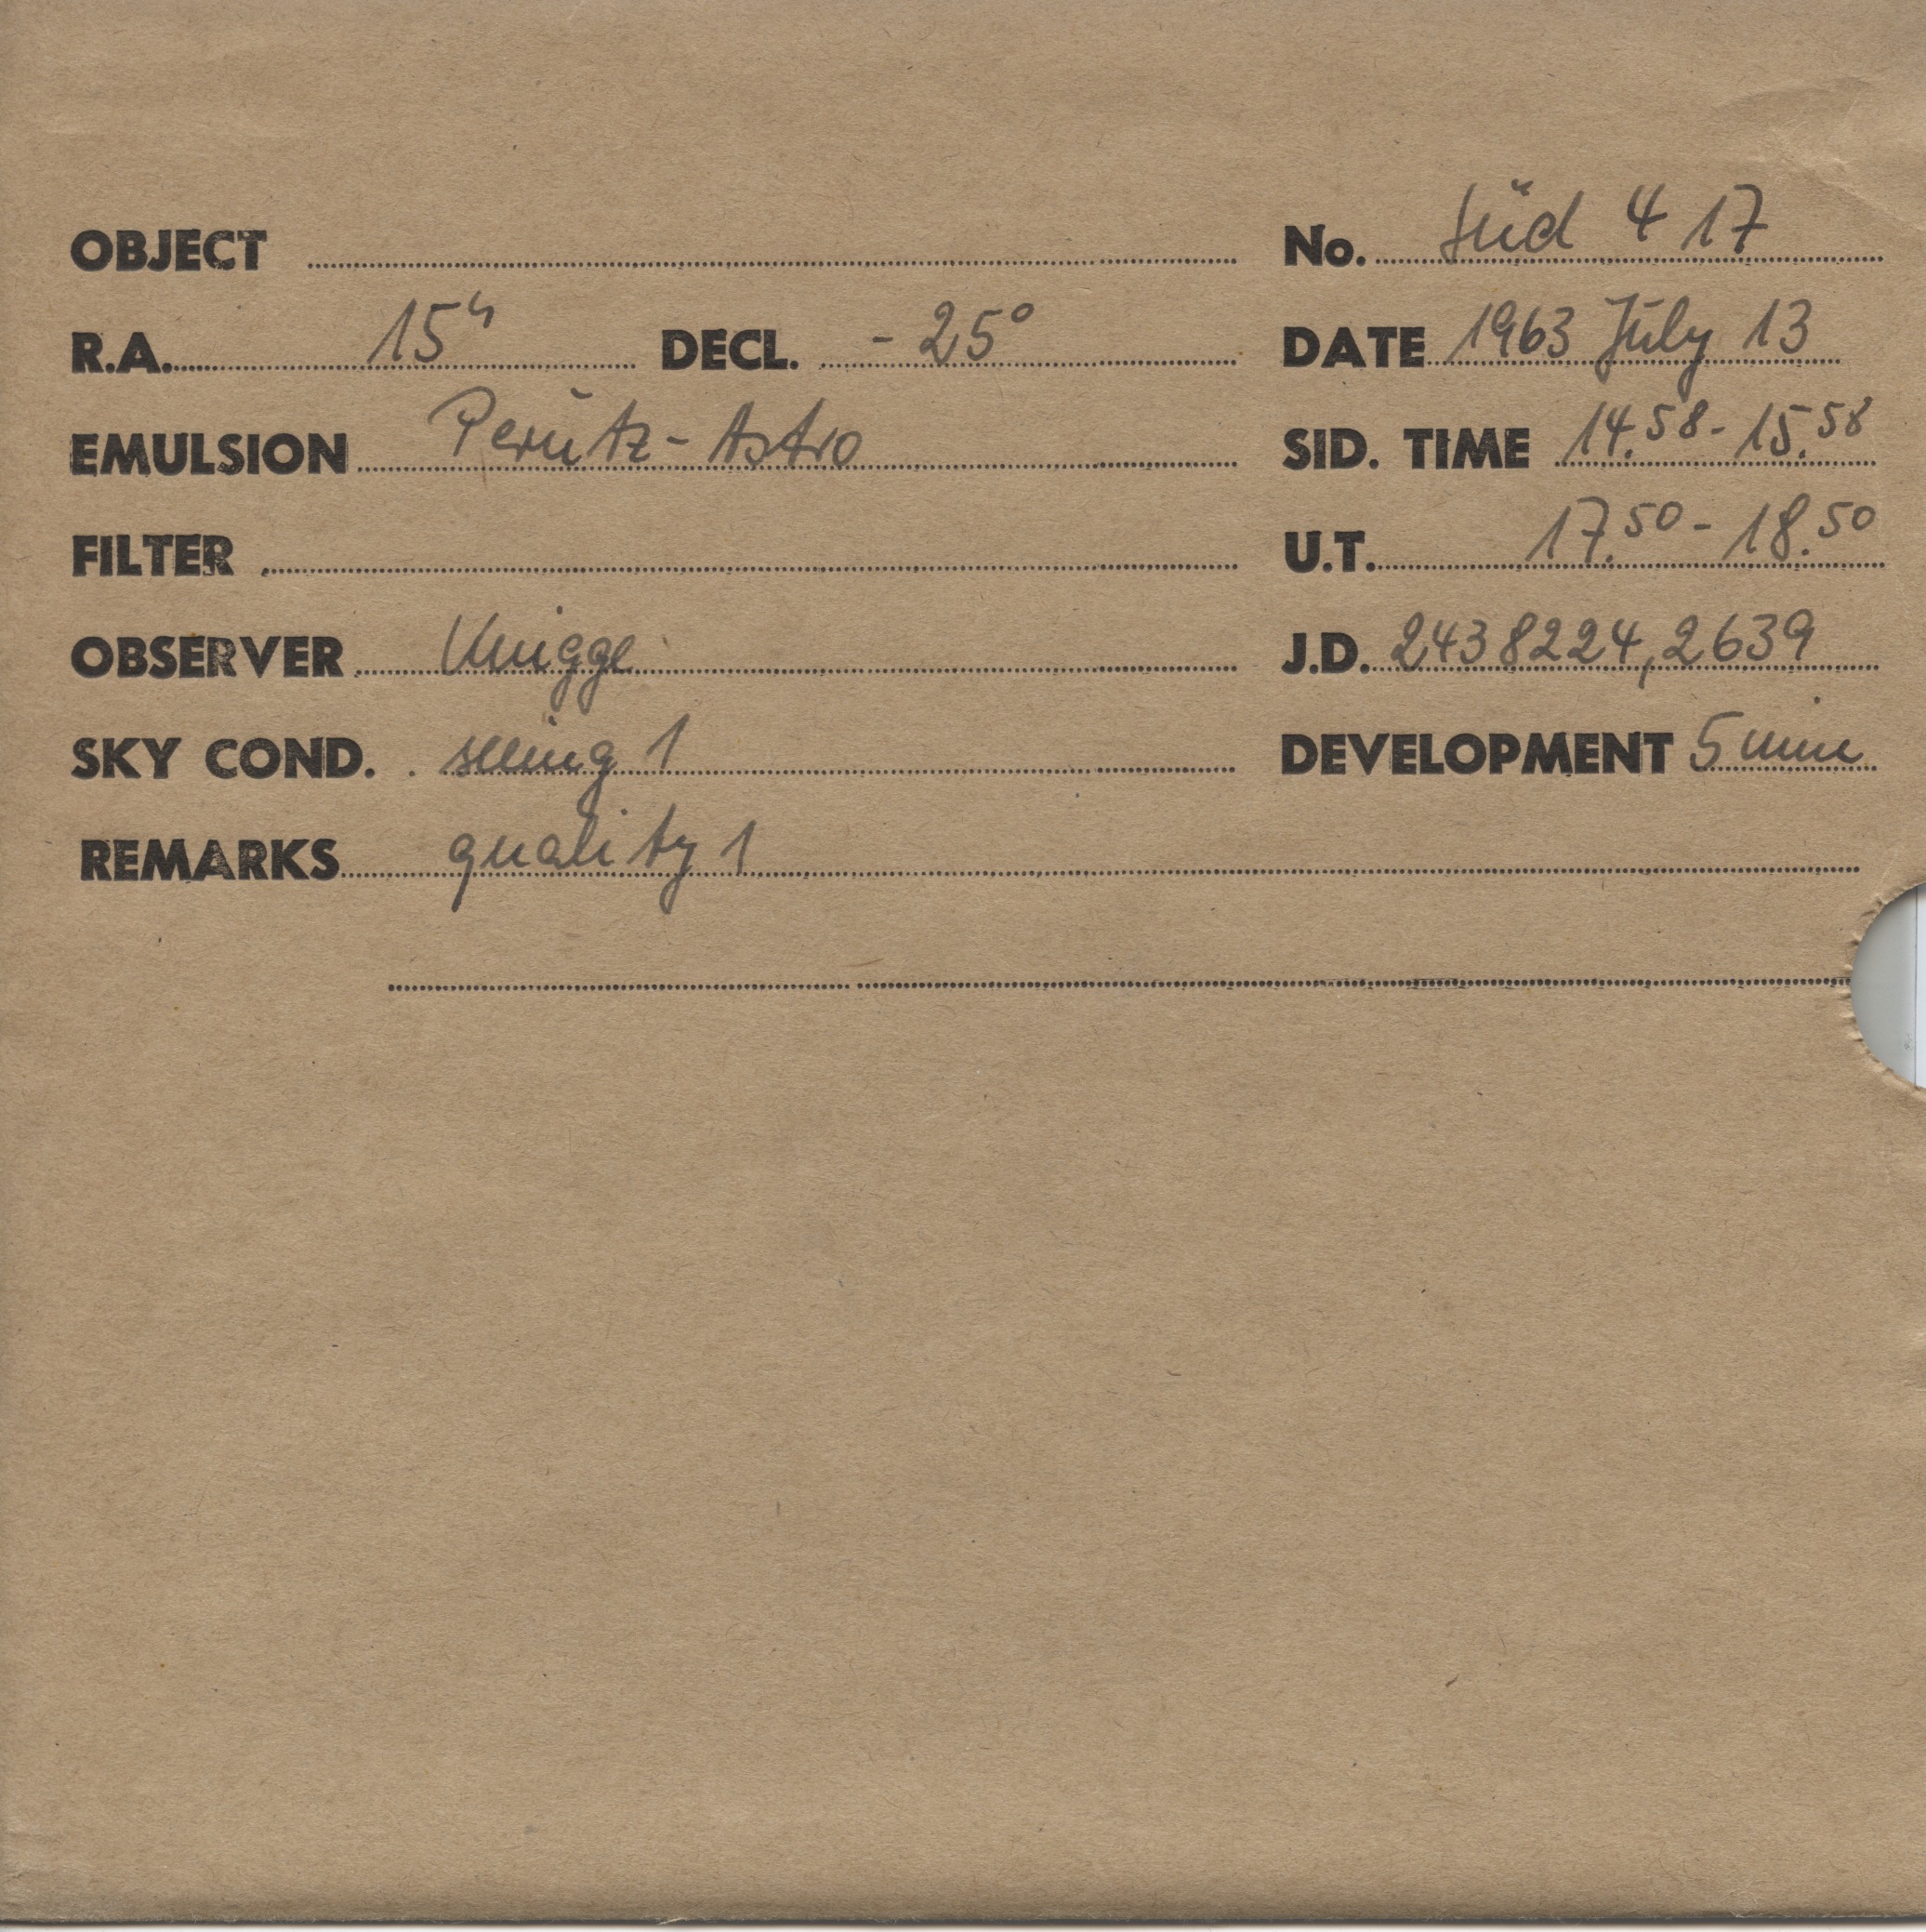 OBJECT No. Süd 4 17
R.A. 15h DECL. - 25° DATE 1963 July 13
EMULSION Perutz-Astro SID. TIME 14.58 - 15.58
FILTER U.T. 17.50 - 18.50
OBSERVER Knigge J.D. 2438224,2639
SKY COND. seeing 1 DEVELOPMENT 5 min
REMARKS quality 1